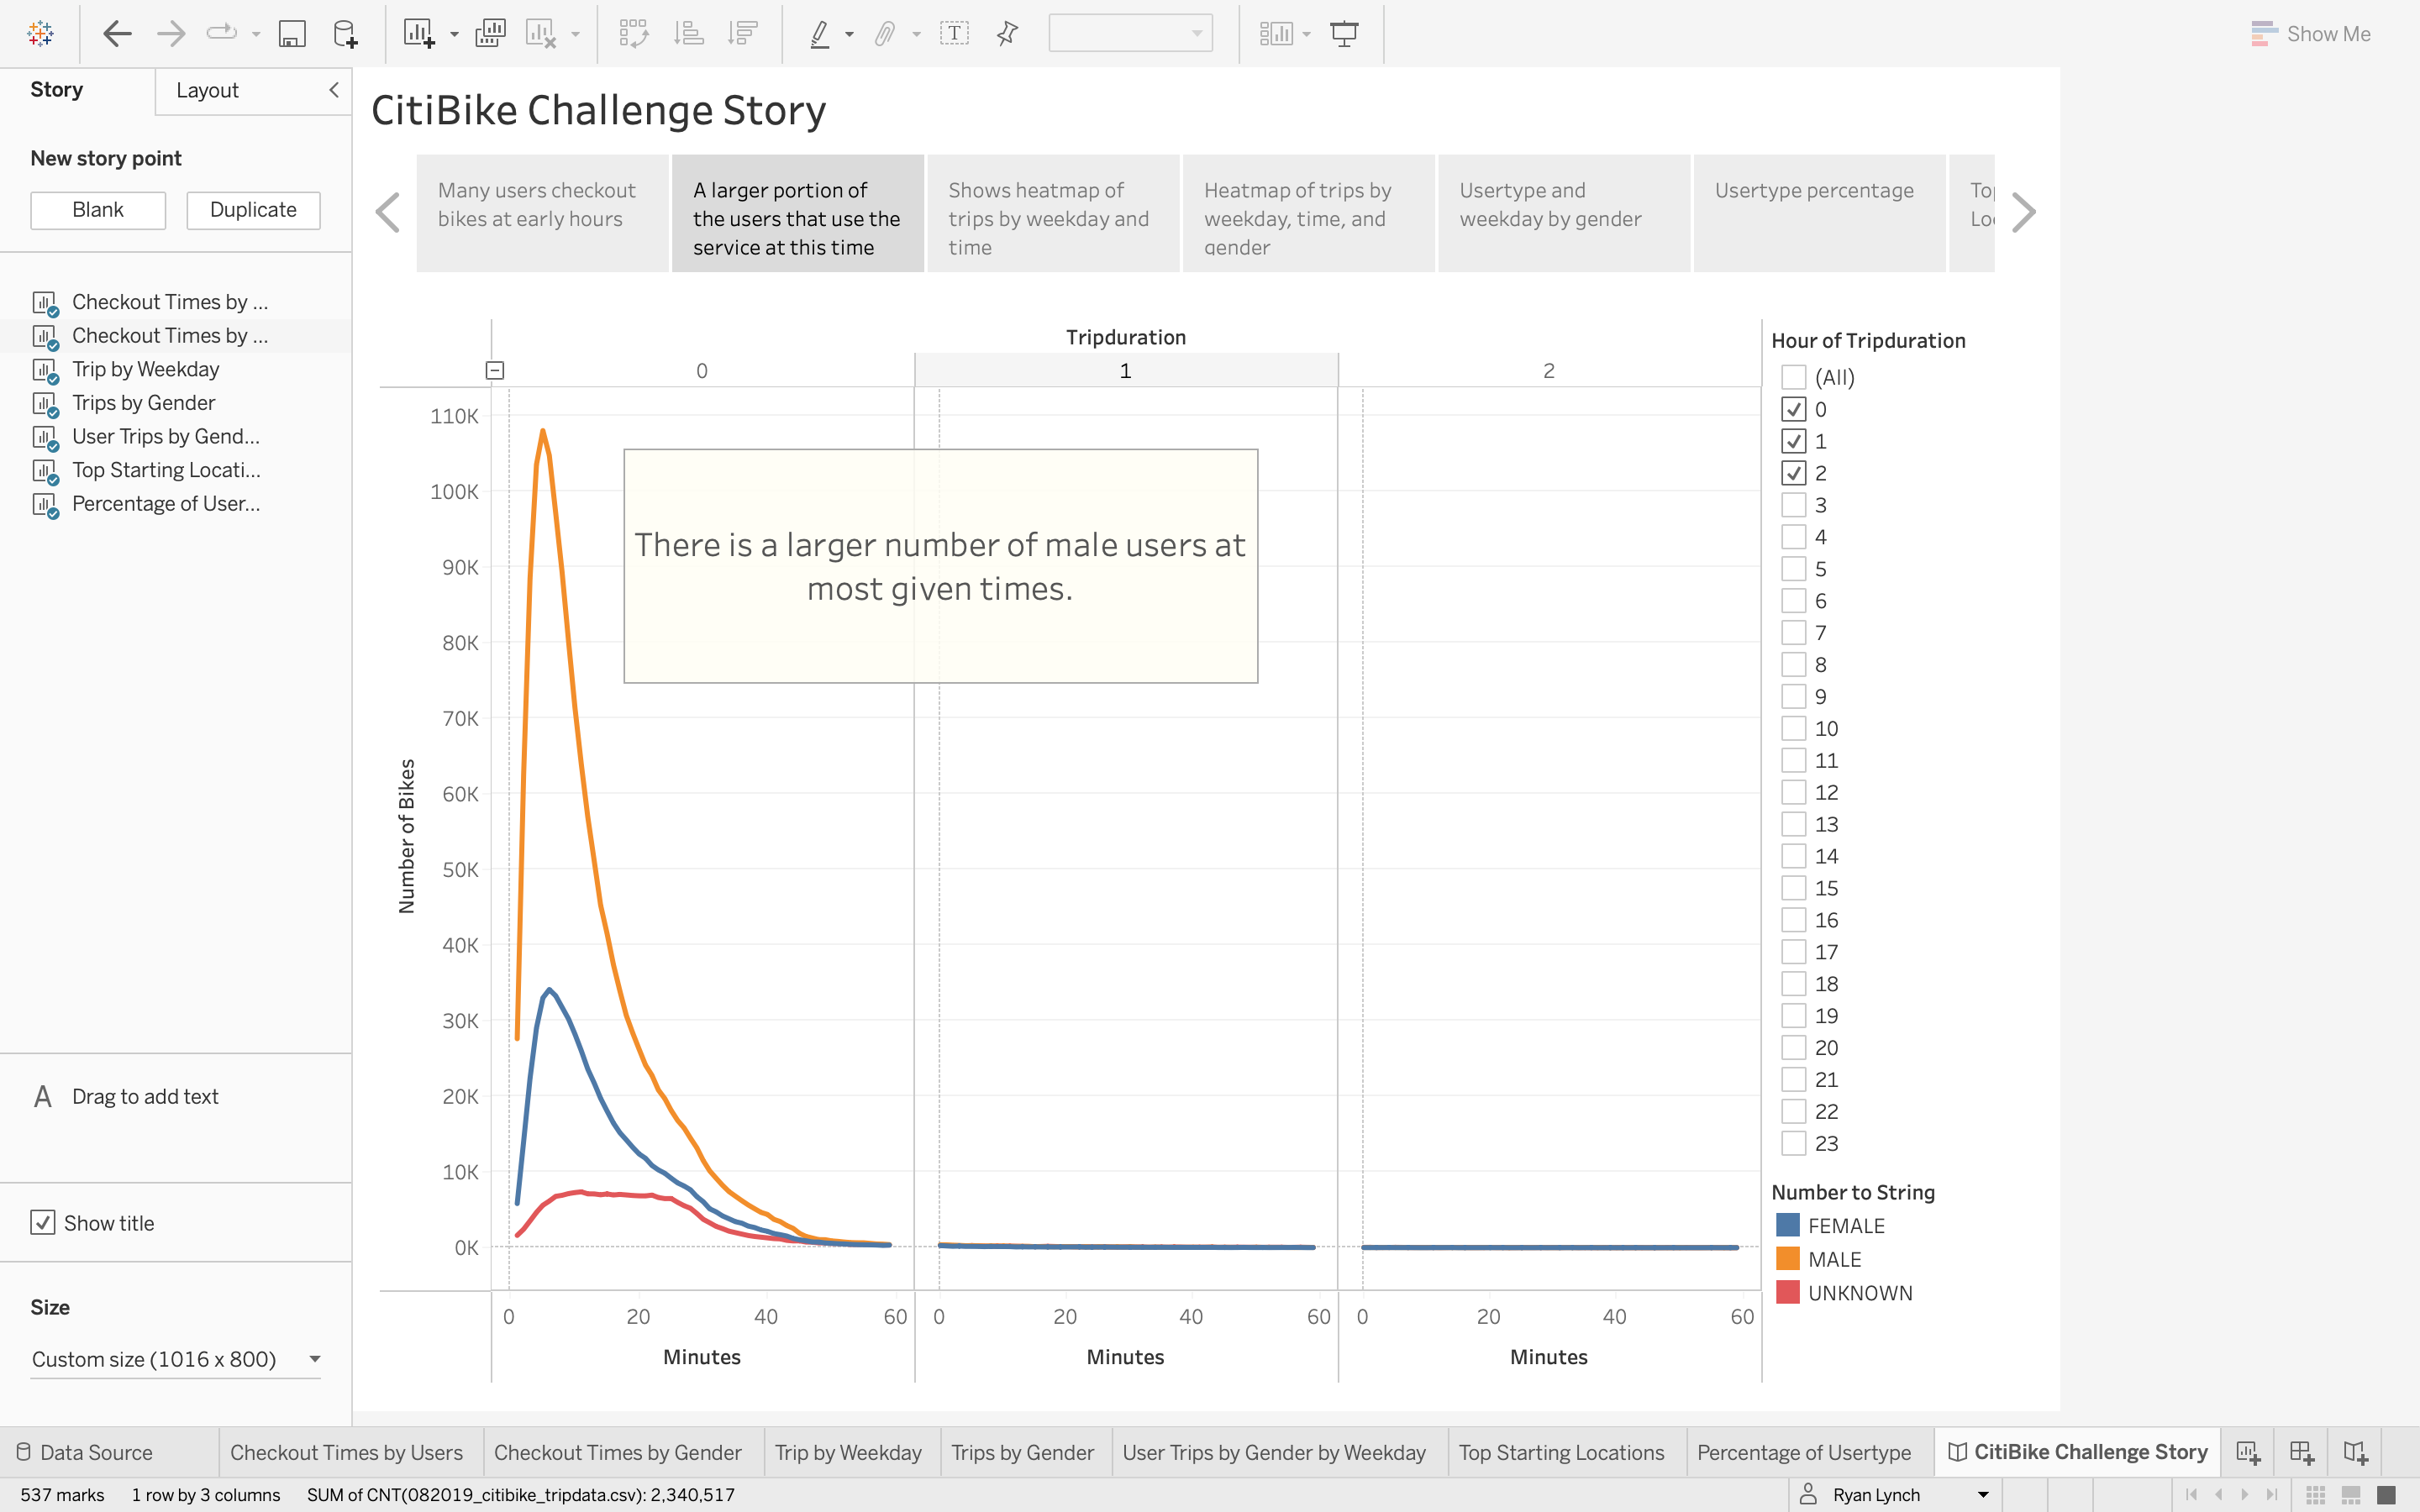 Show Me
Story
Layout
New story point
Blank
Duplicate
Checkout Times by ...
Checkout Times by ...
Trip by Weekday
Trips by Gender
User Trips by Gend...
Top Starting Locati...
Percentage of User...
A Drag to add text
Show title
Size
Custom size (1016 x 800)
CitiBike Challenge Story
Many users checkout
bikes at early hours
A larger portion of
the users that use the
service at this time
Shows heatmap of
trips by weekday and
time
Heatmap of trips by
weekday, time, and
gender
Usertype and
weekday by gender
Usertype percentage
Tripduration
0 1 2
110K
100K
90K
80K
70K
60K
50K
40K
30K
20K
10K
0K
Number of Bikes
There is a larger number of male users at
most given times.
0 20 40 60 0 20 40 60 0 20 40 60
Minutes Minutes Minutes
Hour of Tripduration
(All)
0
1
2
3
4
5
6
7
8
9
10
11
12
13
14
15
16
17
18
19
20
21
22
23
Number to String
FEMALE
MALE
UNKNOWN
Data Source
Checkout Times by Users
Checkout Times by Gender
Trip by Weekday
Trips by Gender
User Trips by Gender by Weekday
Top Starting Locations
Percentage of Usertype
CitiBike Challenge Story
537 marks 1 row by 3 columns SUM of CNT(082019_citibike_tripdata.csv): 2,340,517
Ryan Lynch